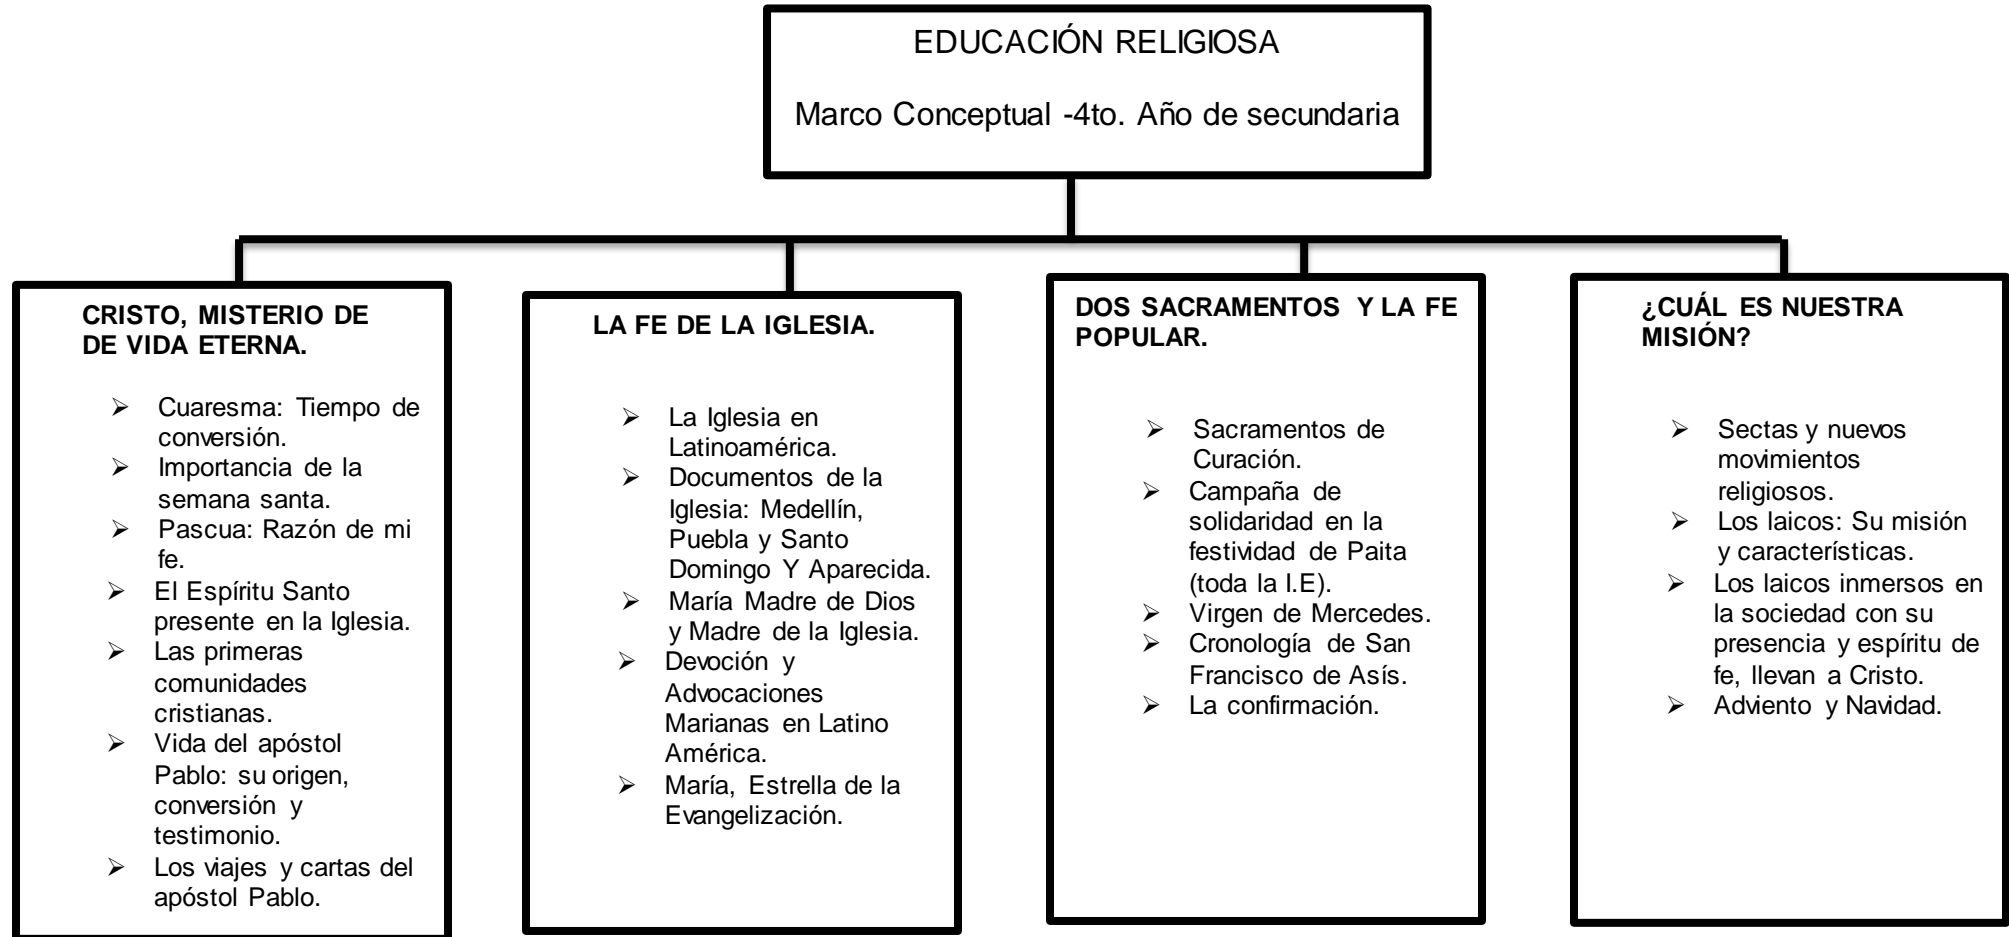 EDUCACIÓN RELIGIOSA
Marco Conceptual -4to. Año de secundaria
CRISTO, MISTERIO DE
DE VIDA ETERNA.
➢ Cuaresma: Tiempo de
conversión.
➢ Importancia de la
semana santa.
➢ Pascua: Razón de mi
fe.
➢ El Espíritu Santo
presente en la Iglesia.
➢ Las primeras
comunidades
cristianas.
➢ Vida del apóstol
Pablo: su origen,
conversión y
testimonio.
➢ Los viajes y cartas del
apóstol Pablo.
LA FE DE LA IGLESIA.
➢ La Iglesia en
Latinoamérica.
➢ Documentos de la
Iglesia: Medellín,
Puebla y Santo
Domingo Y Aparecida.
➢ María Madre de Dios
y Madre de la Iglesia.
➢ Devoción y
Advocaciones
Marianas en Latino
América.
➢ María, Estrella de la
Evangelización.
DOS SACRAMENTOS Y LA FE
POPULAR.
➢ Sacramentos de
Curación.
➢ Campaña de
solidaridad en la
festividad de Paita
(toda la I.E).
➢ Virgen de Mercedes.
➢ Cronología de San
Francisco de Asís.
➢ La confirmación.
¿CUÁL ES NUESTRA
MISIÓN?
➢ Sectas y nuevos
movimientos
religiosos.
➢ Los laicos: Su misión
y características.
➢ Los laicos inmersos en
la sociedad con su
presencia y espíritu de
fe, llevan a Cristo.
➢ Adviento y Navidad.